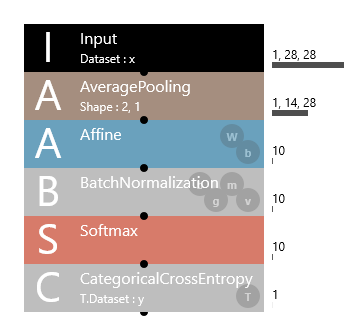 I Input
Dataset : x
1, 28, 28
A AveragePooling
Shape : 2, 1
1, 14, 28
A Affine
W
b
10
B BatchNormalization
m
g v
10
S Softmax
10
C CategoricalCrossEntropy
T.Dataset : y
T
1